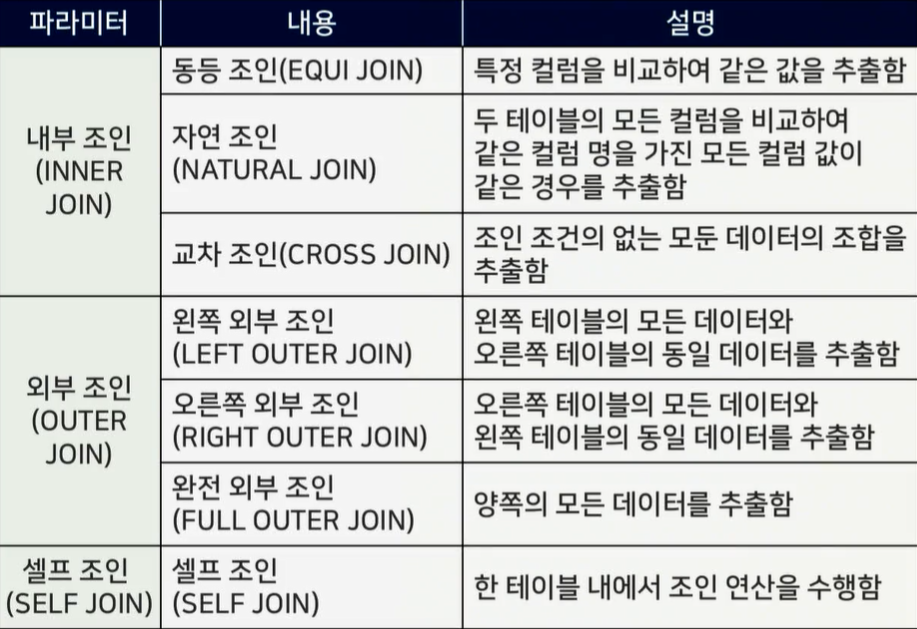 파라미터
내용
설명
내부 조인
(INNER
JOIN)
동등 조인(EQUI JOIN)
특정 컬럼을 비교하여 같은 값을 추출함
자연 조인
(NATURAL JOIN)
두 테이블의 모든 컬럼을 비교하여
같은 컬럼 명을 가진 모든 컬럼 값이
같은 경우를 추출함
교차 조인(CROSS JOIN)
조인 조건의 없는 모둔 데이터의 조합을
추출함
외부 조인
(OUTER
JOIN)
왼쪽 외부 조인
(LEFT OUTER JOIN)
왼쪽 테이블의 모든 데이터와
오른쪽 테이블의 동일 데이터를 추출함
오른쪽 외부 조인
(RIGHT OUTER JOIN)
오른쪽 테이블의 모든 데이터와
왼쪽 테이블의 동일 데이터를 추출함
완전 외부 조인
(FULL OUTER JOIN)
양쪽의 모든 데이터를 추출함
셀프 조인
(SELF JOIN)
셀프 조인
(SELF JOIN)
한 테이블 내에서 조인 연산을 수행함